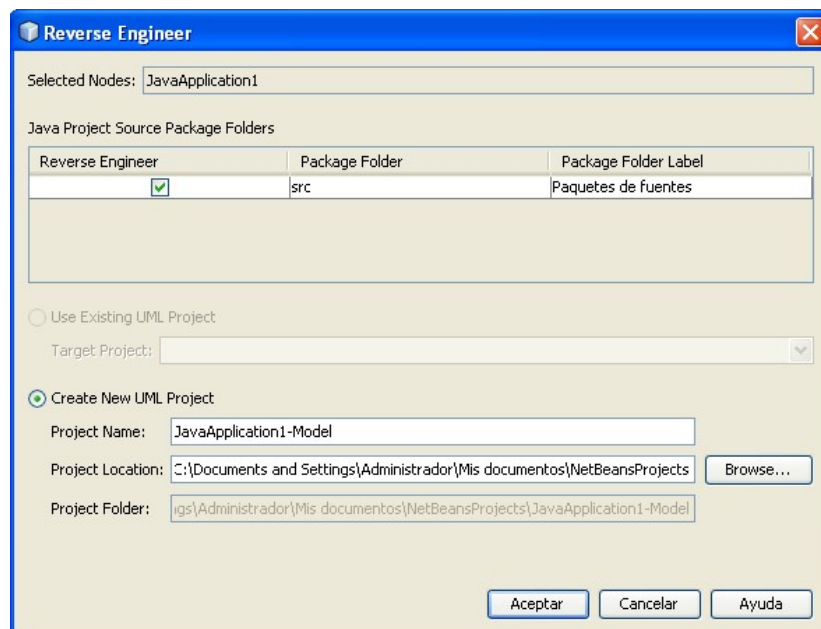 Reverse Engineer
Selected Nodes: JavaApplication1
Java Project Source Package Folders
Reverse Engineer Package Folder Package Folder Label
src Paquetes de fuentes
Use Existing UML Project
Target Project:
Create New UML Project
Project Name: JavaApplication1-Model
Project Location: C:\Documents and Settings\Administrador\Mis documentos\NetBeansProjects Browse...
Project Folder: ngs\Administrador\Mis documentos\NetBeansProjects\JavaApplication1-Model
Aceptar Cancelar Ayuda